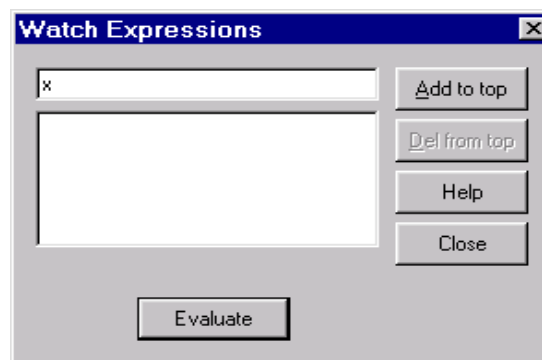 Watch Expressions
x
Add to top
Del from top
Help
Close
Evaluate